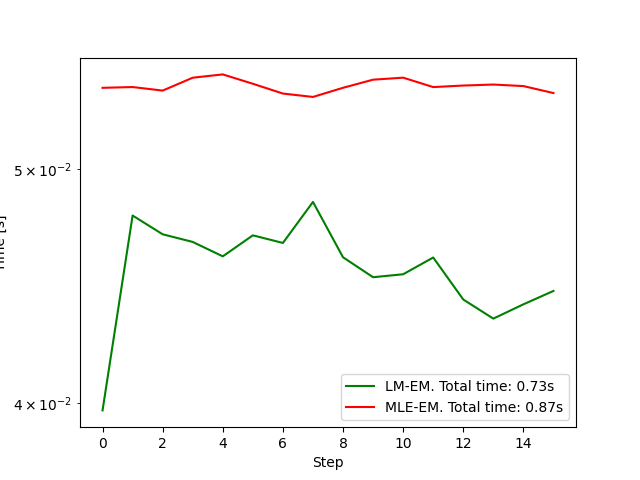 5 × 10⁻²
4 × 10⁻²
[s]
0 2 4 6 8 10 12 14
Step
LM-EM. Total time: 0.73s
MLE-EM. Total time: 0.87s